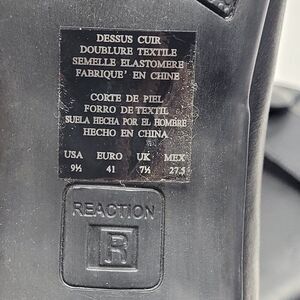 DESSUS CUIR
DOUBLURE TEXTILE
SEMELLE ELASTOMERE
FABRIQUE' EN CHINE
CORTE DE PIEL
FORRO DE TEXTIL
SUELA HECHA POR EL HOMBRE
HECHO EN CHINA
USA EURO UK MEX
9½ 41 7½ 27.5
REACTION
R